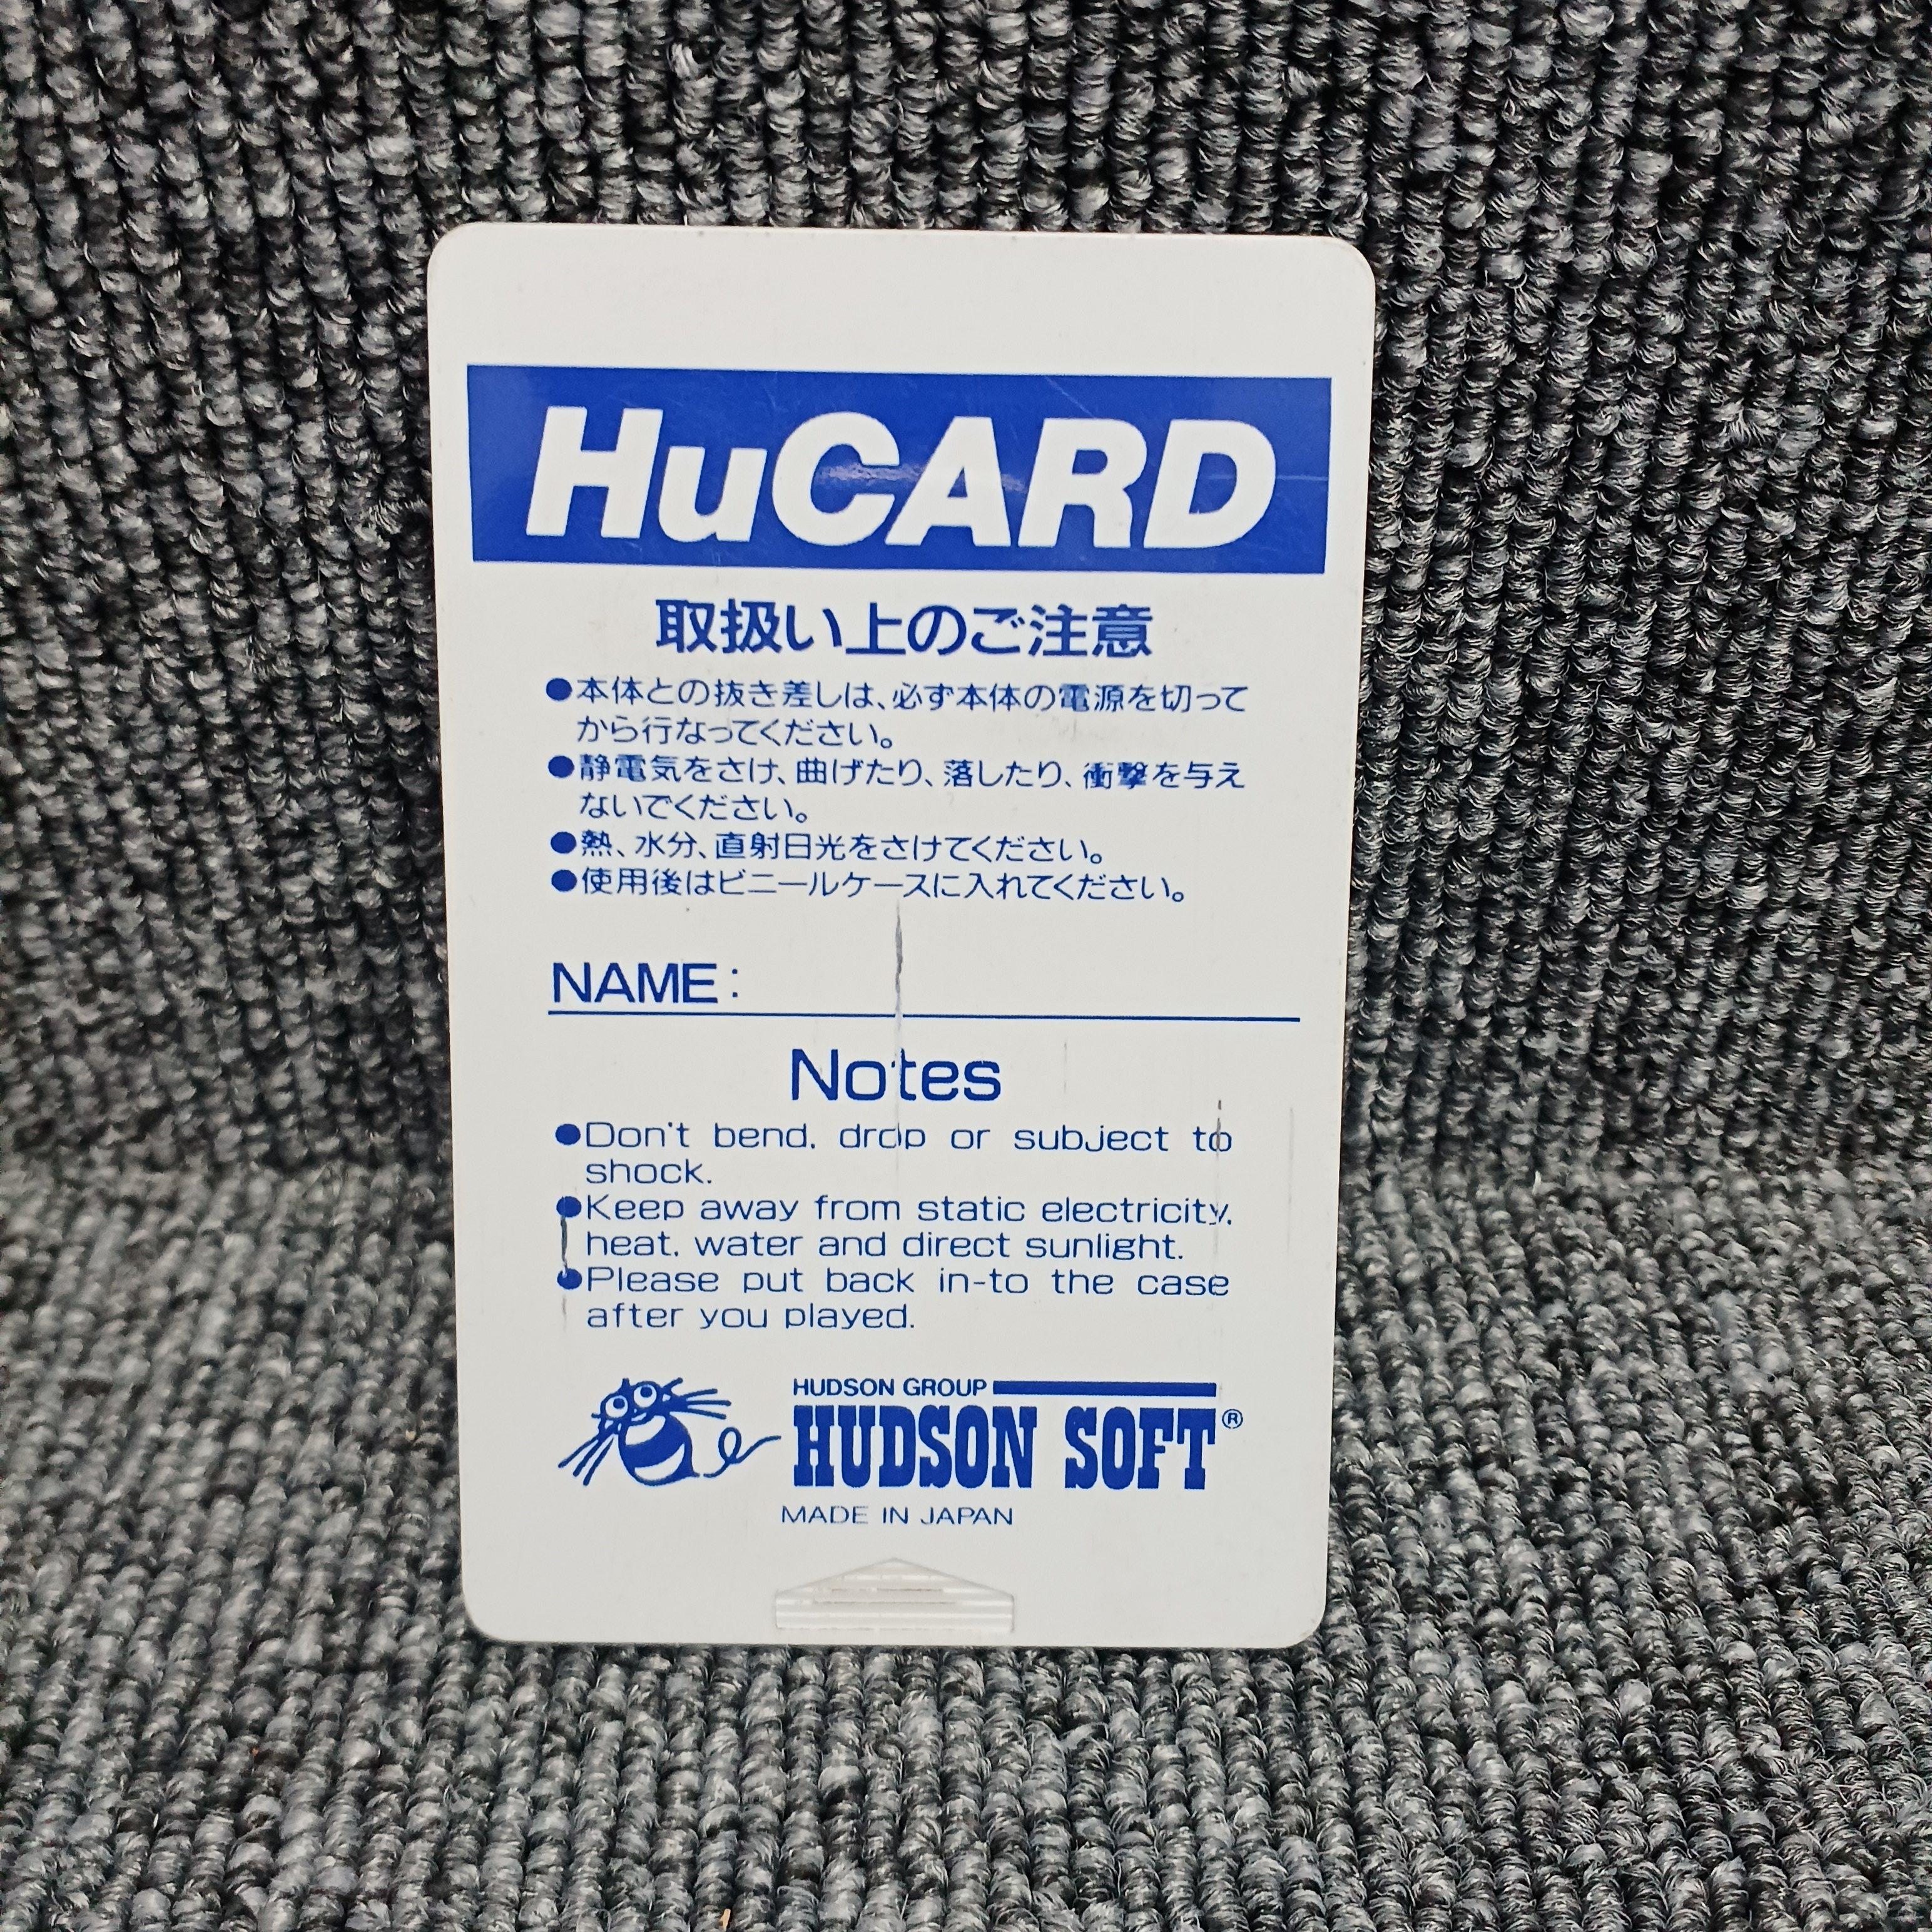 HuCARD
取扱い上のご注意
●本体との抜き差しは、必ず本体の電源を切って
から行なってください。
●静電気をさけ、曲げたり、落したり、衝撃を与え
ないでください。
●熱、水分、直射日光をさけてください。
●使用後はビニールケースに入れてください。
NAME:
Notes
●Don't bend, drop or subject to
shock.
●Keep away from static electricity,
heat, water and direct sunlight.
●Please put back in-to the case
after you played.
HUDSON GROUP
HUDSON SOFT®
MADE IN JAPAN